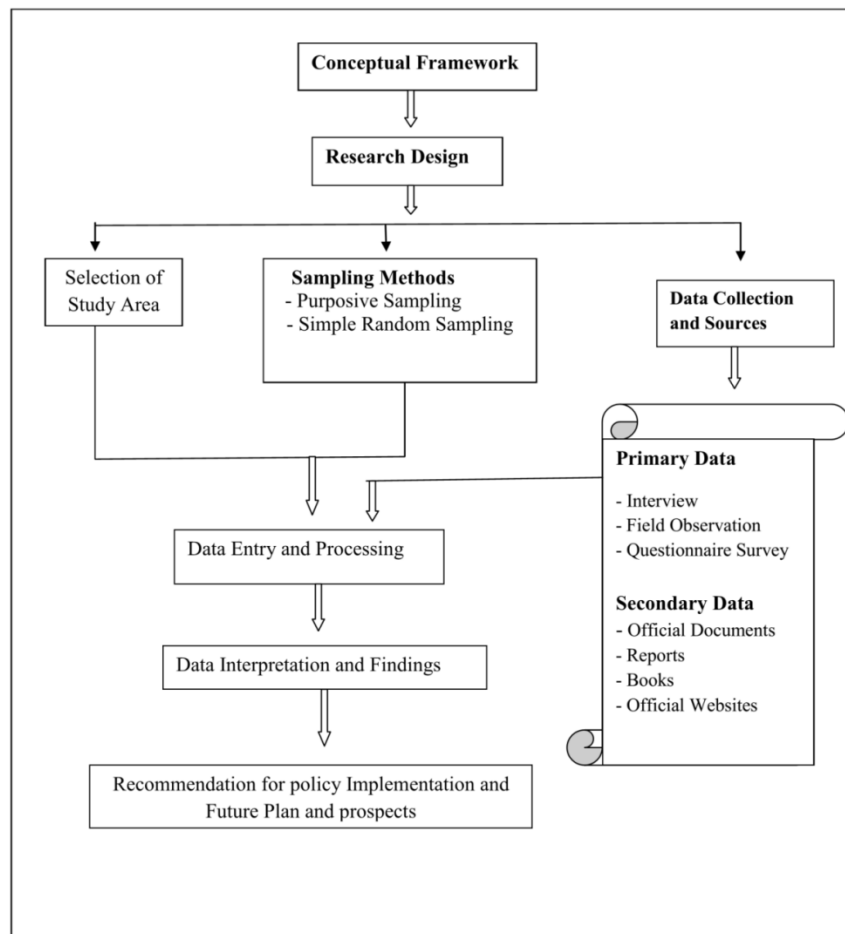 Conceptual Framework
Research Design
Selection of
Study Area
Sampling Methods
- Purposive Sampling
- Simple Random Sampling
Data Collection
and Sources
Primary Data
- Interview
- Field Observation
- Questionnaire Survey
Secondary Data
- Official Documents
- Reports
- Books
- Official Websites
Data Entry and Processing
Data Interpretation and Findings
Recommendation for policy Implementation and
Future Plan and prospects